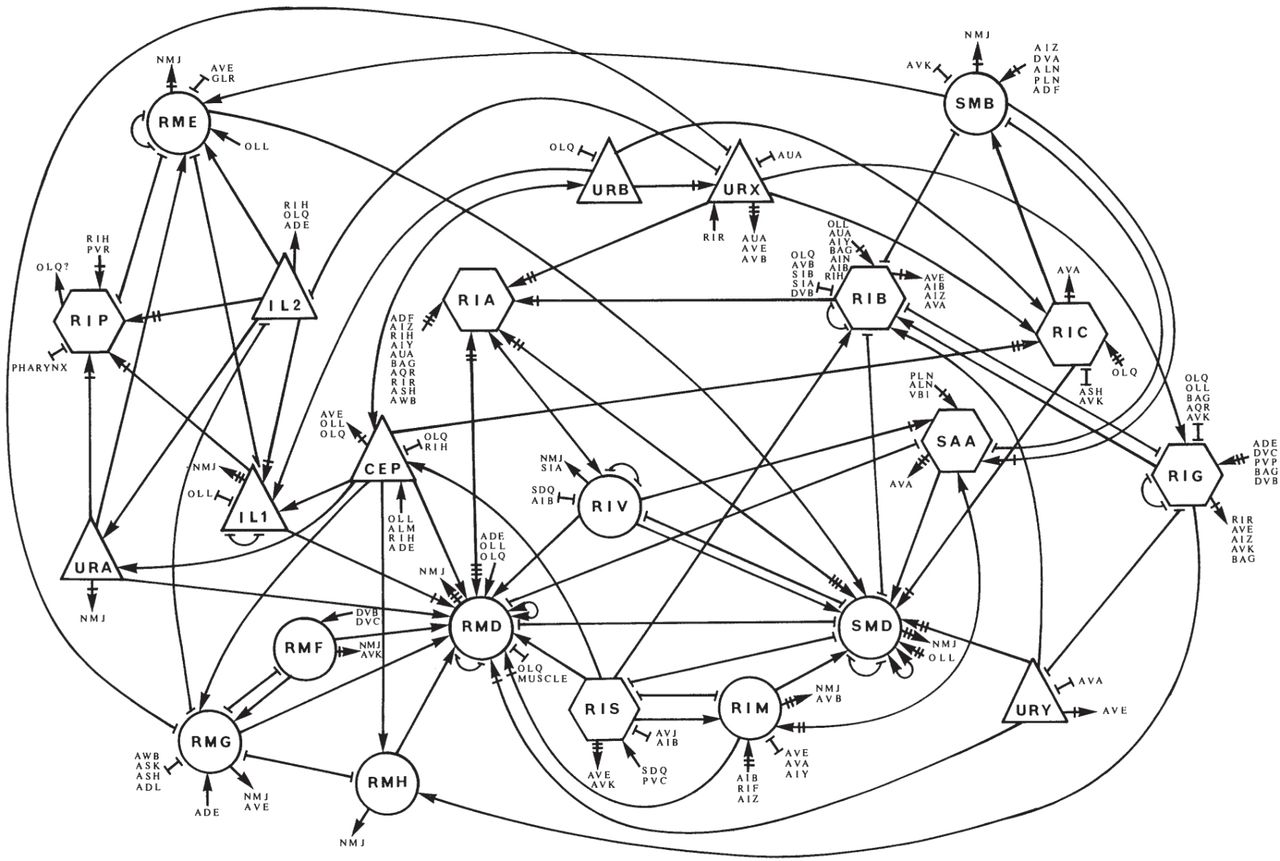 NMJ
AVE
GLR
RME
OLL
NMJ
AVK
AIZ
DVA
ALN
PLN
ADF
SMB
OLQ
URB
AUA
URX
RIR
AUA
AVE
AVB
RIH
OLQ
ADE
IL2
RIH
PVR
OLQ?
RIP
PHARYNX
RIA
ADF
AIZ
RIH
AIY
AUA
BAG
AQR
RIR
ASH
AWB
OLL
AUA
AIY
BAG
AIN
AIB
RIH
OLQ
AVB
SIB
SIA
DVB
RIB
AVE
AIB
AIZ
AVA
AVA
RIC
OLQ
ASH
AVK
PLN
ALN
VB1
SAA
AVA
OLQ
OLL
BAG
AQR
AVK
RIG
ADE
DVC
PVP
BAG
DVB
RIR
AVE
AIZ
AVK
BAG
AVE
OLL
OLQ
OLQ
RIH
CEP
OLL
ALM
RIH
ADE
NMJ
OLL
IL1
NMJ
SIA
SDQ
AIB
RIV
URA
NMJ
ADE
OLL
OLQ
NMJ
RMD
OLQ
MUSCLE
SMD
NMJ
OLL
DVB
DVC
RMF
NMJ
AVK
RMG
AWB
ASK
ASH
ADL
ADE
NMJ
AVE
RMH
NMJ
RIS
AVJ
AIB
AVE
AVK
SDQ
PVC
RIM
NMJ
AVB
AVE
AVA
AIY
AIB
RIF
AIZ
URY
AVA
AVE